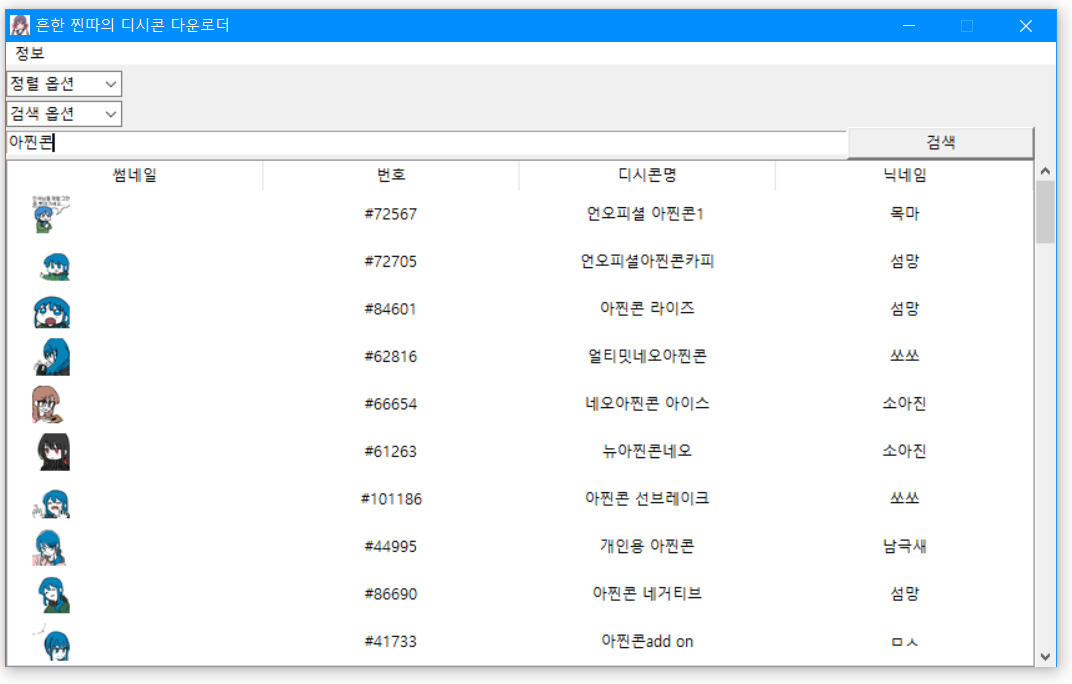 흔한 찐따의 디시콘 다운로더
정보
정렬 옵션
검색 옵션
아찐콘 검색
썸네일 번호 디시콘명 닉네임
#72567 언오피셜 아찐콘1 목마
#72705 언오피셜아찐콘카피 섬망
#84601 아찐콘 라이즈 섬망
#62816 얼티밋네오아찐콘 쏘쏘
#66654 네오아찐콘 아이스 소아진
#61263 뉴아찐콘네오 소아진
#101186 아찐콘 선브레이크 쏘쏘
#44995 개인용 아찐콘 남극새
#86690 아찐콘 네거티브 섬망
#41733 아찐콘add on ㅁㅅ